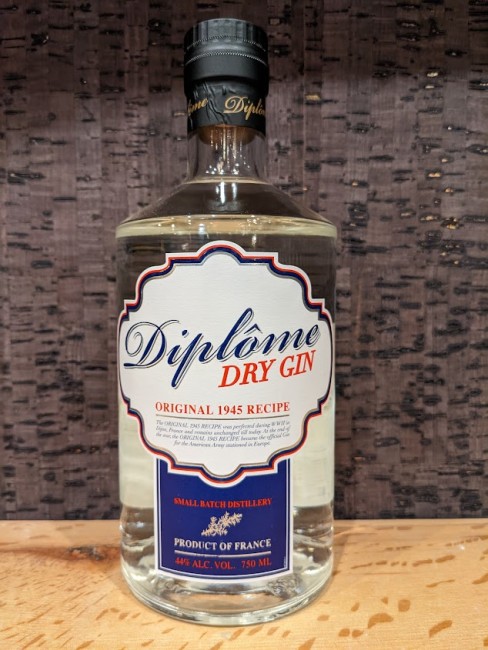 ôme Diplôm
Diplôme
DRY GIN
ORIGINAL 1945 RECIPE
The ORIGINAL 1945 RECIPE was perfected during WWII in
Dijon, France and remains unchanged till today. At the end of
the war, the ORIGINAL 1945 RECIPE became the official Gin
for the American Army stationed in Europe
SMALL BATCH DISTILLERY
PRODUCT OF FRANCE
44% ALC. VOL. 750 ML